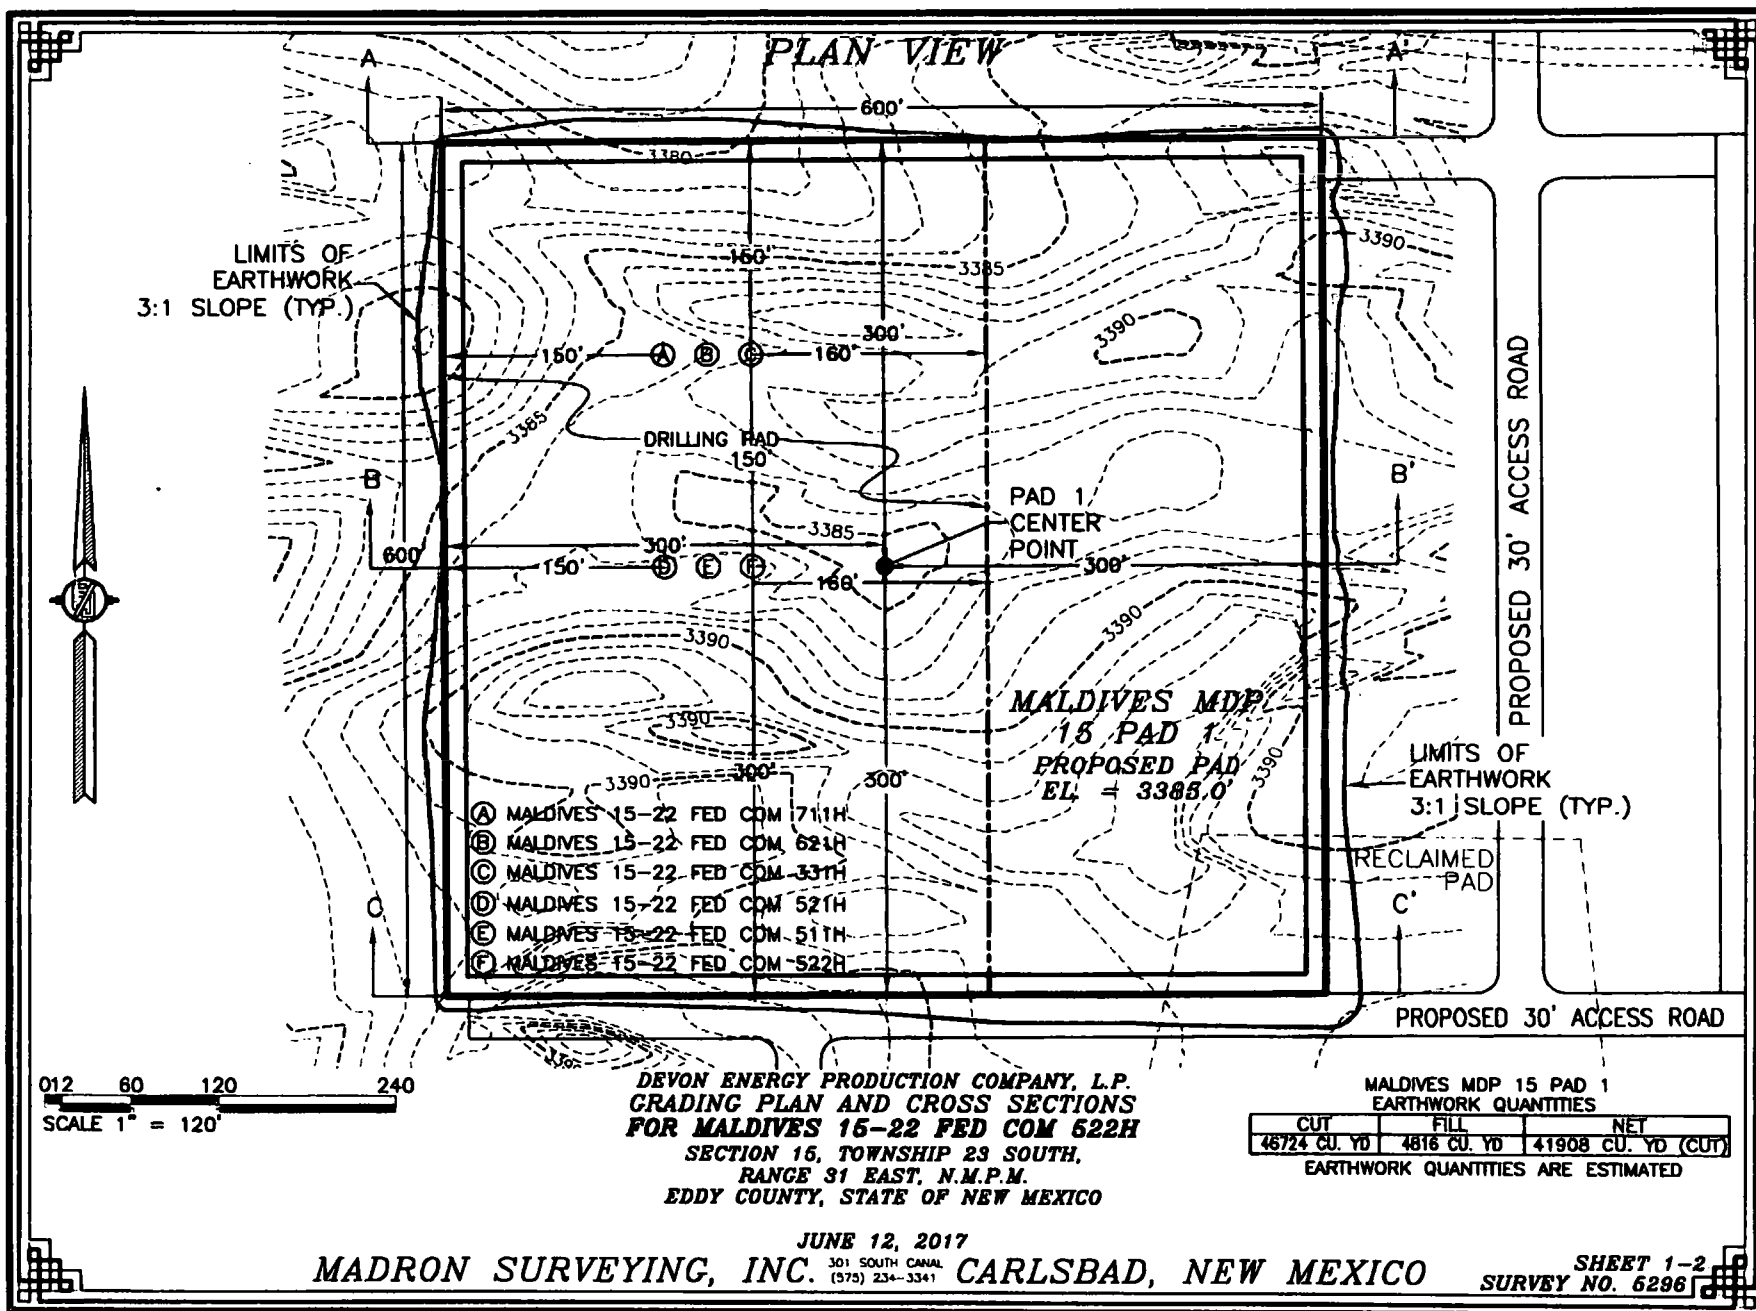 PLAN VIEW
A
A'
600'
3380
LIMITS OF
EARTHWORK
3:1 SLOPE (TYP.)
150'
3385
3390
300'
3390
150'
A B C
160'
3385
DRILLING PAD
150'
B
B'
PAD 1
CENTER
POINT
3385
600'
300'
150'
D E F
160'
300'
PROPOSED 30' ACCESS ROAD
3390
3390
MALDIVES MDP
15 PAD 1
PROPOSED PAD
EL = 3385.0'
3390
3390
300'
300'
3390
LIMITS OF
EARTHWORK
3:1 SLOPE (TYP.)
RECLAIMED
PAD
A MALDIVES 15-22 FED COM 711H
B MALDIVES 15-22 FED COM 621H
C MALDIVES 15-22 FED COM 331H
D MALDIVES 15-22 FED COM 521H
E MALDIVES 15-22 FED COM 511H
F MALDIVES 15-22 FED COM 522H
C
C'
PROPOSED 30' ACCESS ROAD
012 60 120 240
SCALE 1" = 120'
DEVON ENERGY PRODUCTION COMPANY, L.P.
GRADING PLAN AND CROSS SECTIONS
FOR MALDIVES 15-22 FED COM 522H
SECTION 15, TOWNSHIP 23 SOUTH,
RANGE 31 EAST, N.M.P.M.
EDDY COUNTY, STATE OF NEW MEXICO
JUNE 12, 2017
MALDIVES MDP 15 PAD 1
EARTHWORK QUANTITIES
CUT FILL NET
46724 CU. YD 4816 CU. YD 41908 CU. YD (CUT)
EARTHWORK QUANTITIES ARE ESTIMATED
MADRON SURVEYING, INC. 301 SOUTH CANAL (575) 234-3341 CARLSBAD, NEW MEXICO
SHEET 1-2
SURVEY NO. 5296